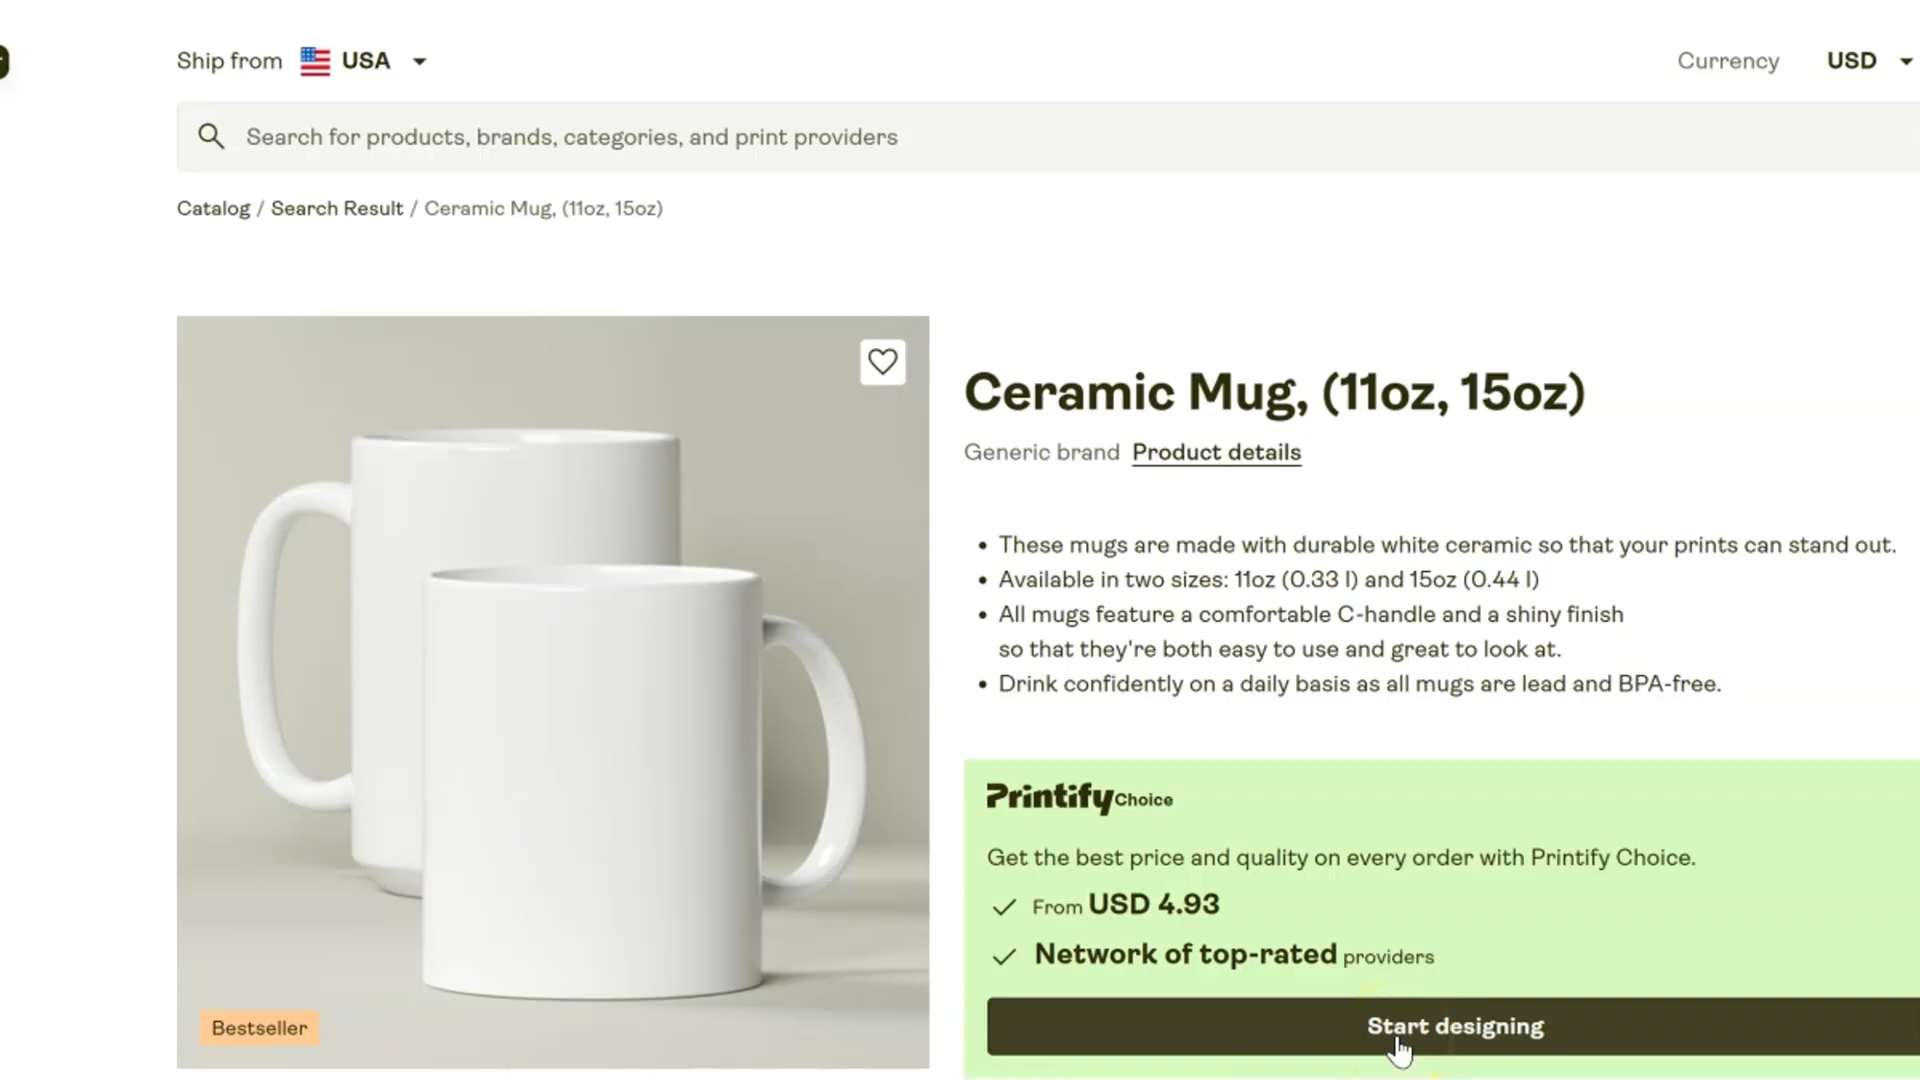 Ship from USA
Currency USD
Search for products, brands, categories, and print providers
Catalog / Search Result / Ceramic Mug, (11oz, 15oz)
Ceramic Mug, (11oz, 15oz)
Generic brand Product details
• These mugs are made with durable white ceramic so that your prints can stand out.
• Available in two sizes: 11oz (0.33 l) and 15oz (0.44 l)
• All mugs feature a comfortable C-handle and a shiny finish
so that they're both easy to use and great to look at.
• Drink confidently on a daily basis as all mugs are lead and BPA-free.
Printify Choice
Get the best price and quality on every order with Printify Choice.
From USD 4.93
Network of top-rated providers
Start designing
Bestseller